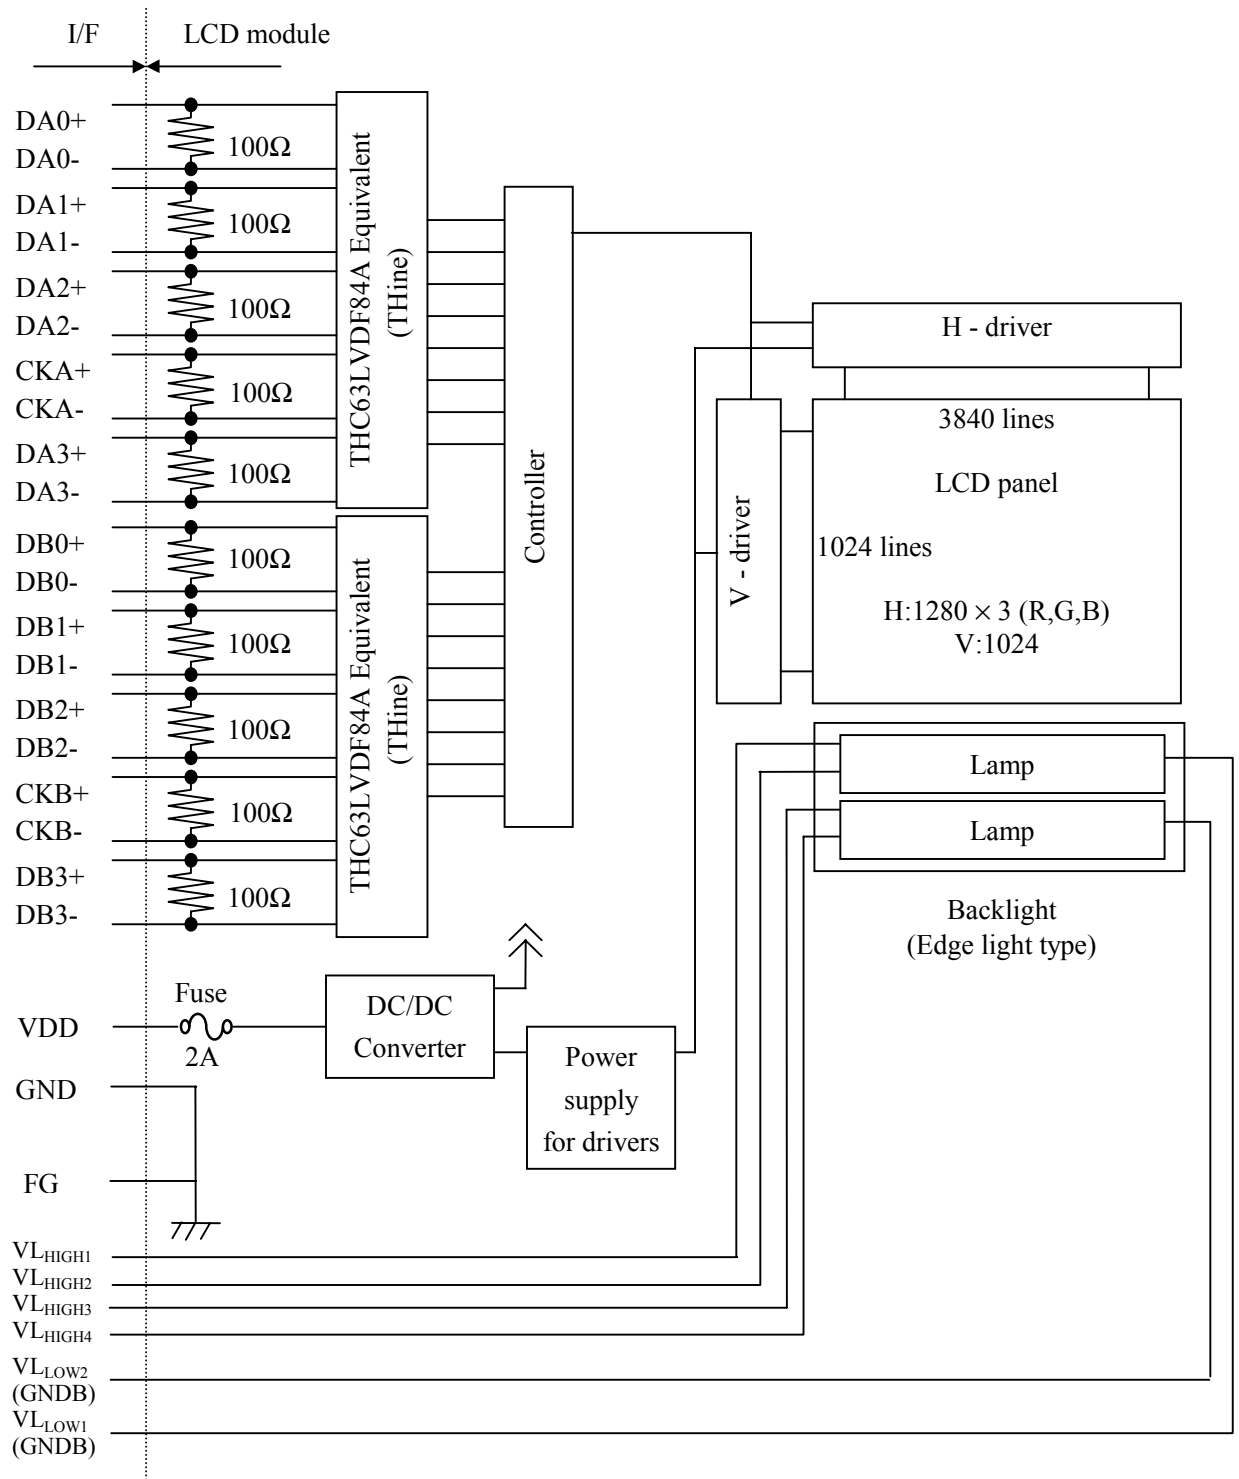 I/F
LCD module
DA0+
DA0-
100Ω
DA1+
DA1-
100Ω
DA2+
DA2-
100Ω
CKA+
CKA-
100Ω
DA3+
DA3-
100Ω
THC63LVDF84A Equivalent
(THine)
DB0+
DB0-
100Ω
DB1+
DB1-
100Ω
DB2+
DB2-
100Ω
CKB+
CKB-
100Ω
DB3+
DB3-
100Ω
THC63LVDF84A Equivalent
(THine)
Controller
H - driver
V - driver
3840 lines
LCD panel
1024 lines
H:1280 × 3 (R,G,B)
V:1024
Lamp
Lamp
Backlight
(Edge light type)
VDD
Fuse
2A
DC/DC
Converter
Power
supply
for drivers
GND
FG
VLHIGH1
VLHIGH2
VLHIGH3
VLHIGH4
VLLOW2
(GNDB)
VLLOW1
(GNDB)